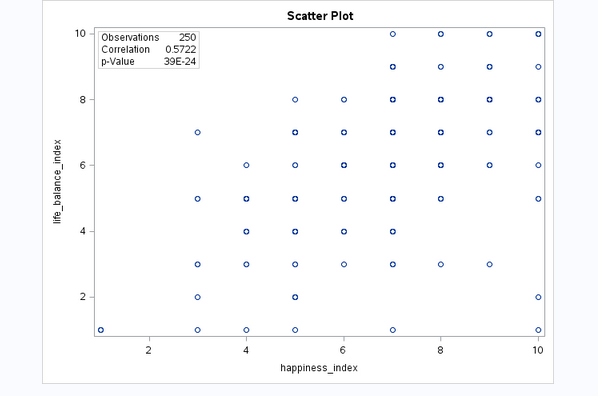 Scatter Plot
Observations 250
Correlation 0.5722
p-Value 39E-24
10
8
6
4
2
life_balance_index
2 4 6 8 10
happiness_index